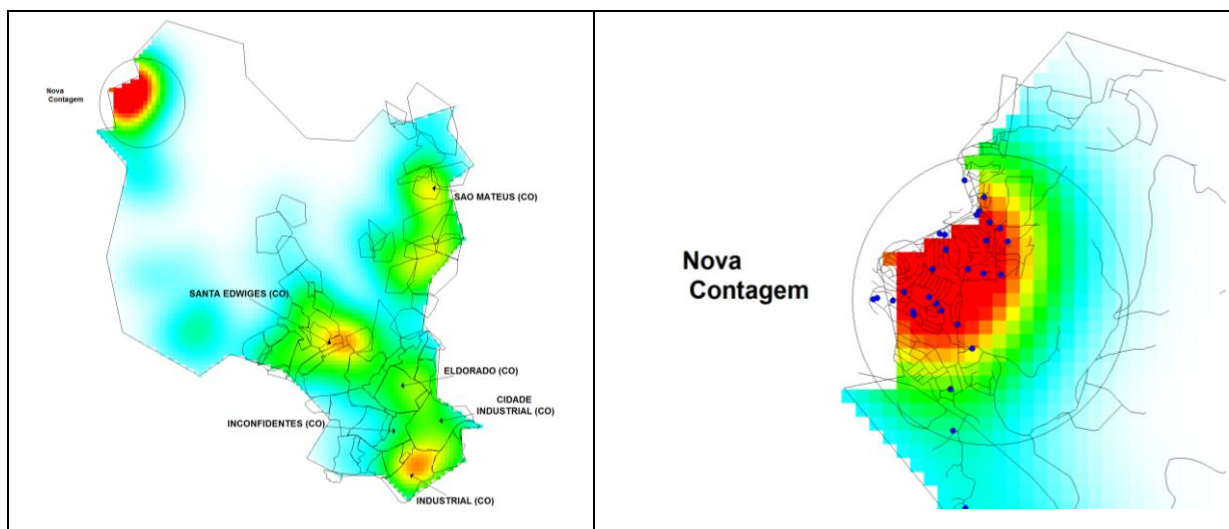 Nova
Contagem
SAO MATEUS (CO)
SANTA EDWIGES (CO)
ELDORADO (CO)
CIDADE
INDUSTRIAL (CO)
INCONFIDENTES (CO)
INDUSTRIAL (CO)
Nova
Contagem